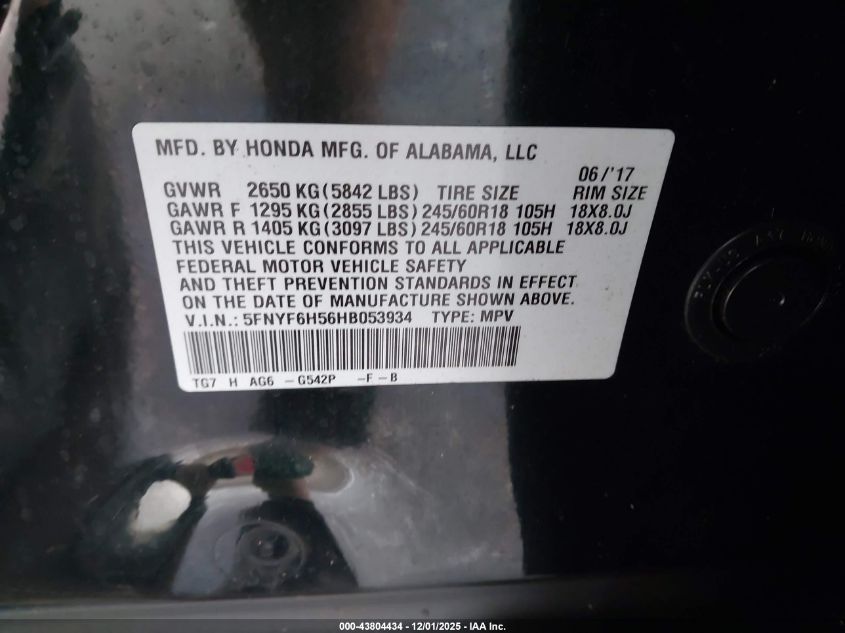 MFD. BY HONDA MFG. OF ALABAMA, LLC
06/'17
GVWR 2650 KG(5842 LBS) TIRE SIZE RIM SIZE
GAWR F 1295 KG(2855 LBS) 245/60R18 105H 18X8.0J
GAWR R 1405 KG(3097 LBS) 245/60R18 105H 18X8.0J
THIS VEHICLE CONFORMS TO ALL APPLICABLE
FEDERAL MOTOR VEHICLE SAFETY
AND THEFT PREVENTION STANDARDS IN EFFECT
ON THE DATE OF MANUFACTURE SHOWN ABOVE.
V.I.N.: 5FNYF6H56HB053934 TYPE: MPV
TG7 H AG6 -G542P -F-B
000-43804434 - 12/01/2025 - IAA Inc.